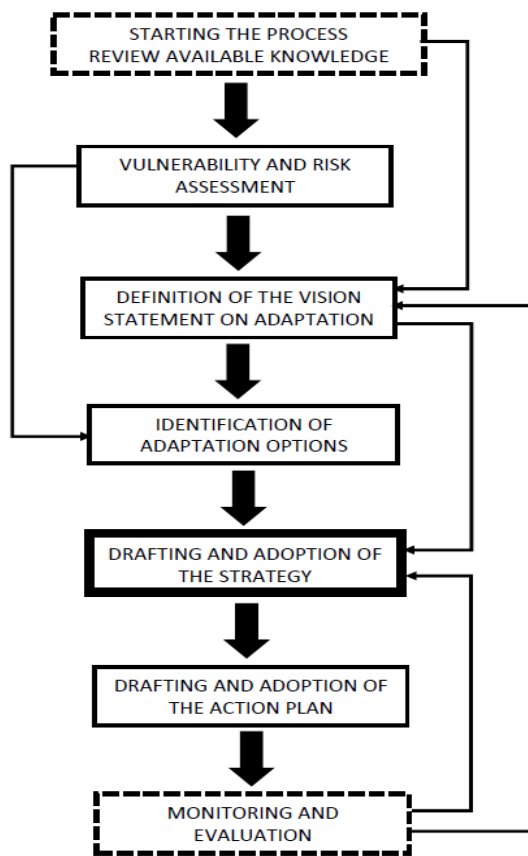 STARTING THE PROCESS
REVIEW AVAILABLE KNOWLEDGE
VULNERABILITY AND RISK
ASSESSMENT
DEFINITION OF THE VISION
STATEMENT ON ADAPTATION
IDENTIFICATION OF
ADAPTATION OPTIONS
DRAFTING AND ADOPTION OF
THE STRATEGY
DRAFTING AND ADOPTION OF
THE ACTION PLAN
MONITORING AND
EVALUATION